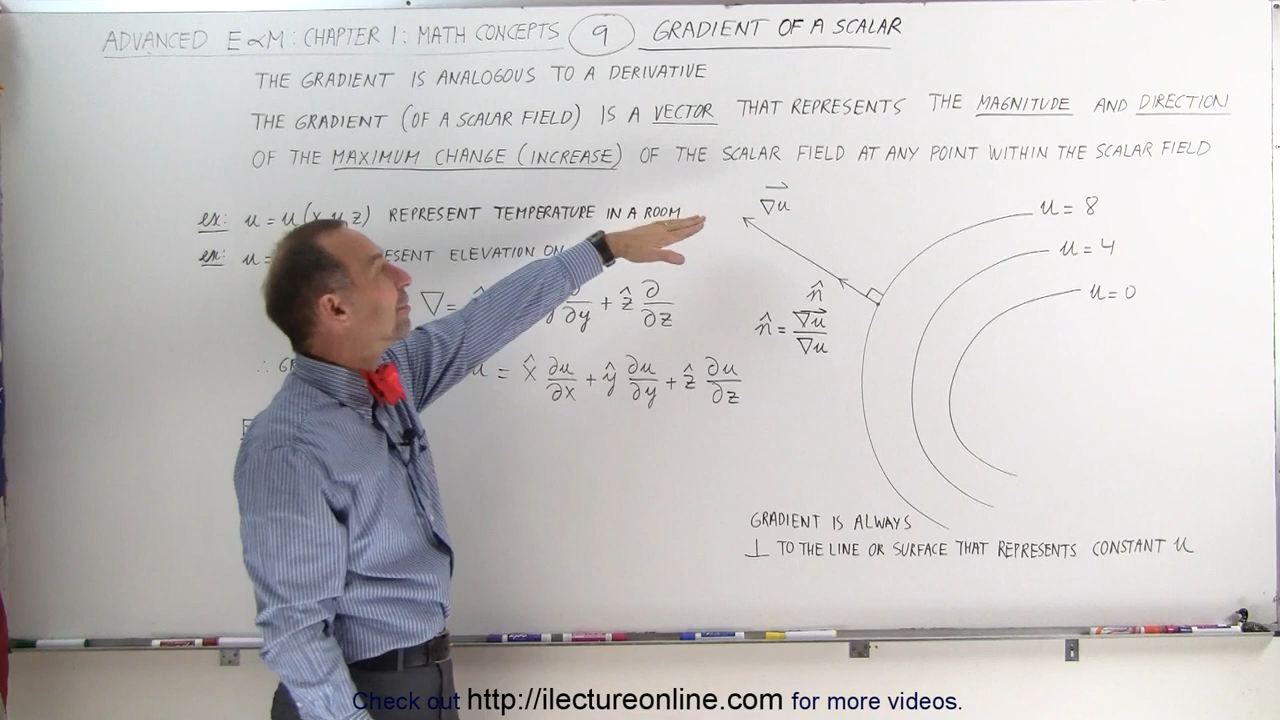 ADVANCED E∝M: CHAPTER 1: MATH CONCEPTS 9 GRADIENT OF A SCALAR
THE GRADIENT IS ANALOGOUS TO A DERIVATIVE
THE GRADIENT (OF A SCALAR FIELD) IS A VECTOR THAT REPRESENTS THE MAGNITUDE AND DIRECTION
OF THE MAXIMUM CHANGE (INCREASE) OF THE SCALAR FIELD AT ANY POINT WITHIN THE SCALAR FIELD
ex: u = u(x, y, z) REPRESENT TEMPERATURE IN A ROOM
ex: u = ELEVATION
∇ = ∂/∂y + ẑ ∂/∂z
∴ = x̂ ∂u/∂x + ŷ ∂u/∂y + ẑ ∂u/∂z
∇u
n̂
n̂ = ∇u/∇u
u = 8
u = 4
u = 0
GRADIENT IS ALWAYS
⊥ TO THE LINE OR SURFACE THAT REPRESENTS CONSTANT u
Check out http://ilectureonline.com for more videos.